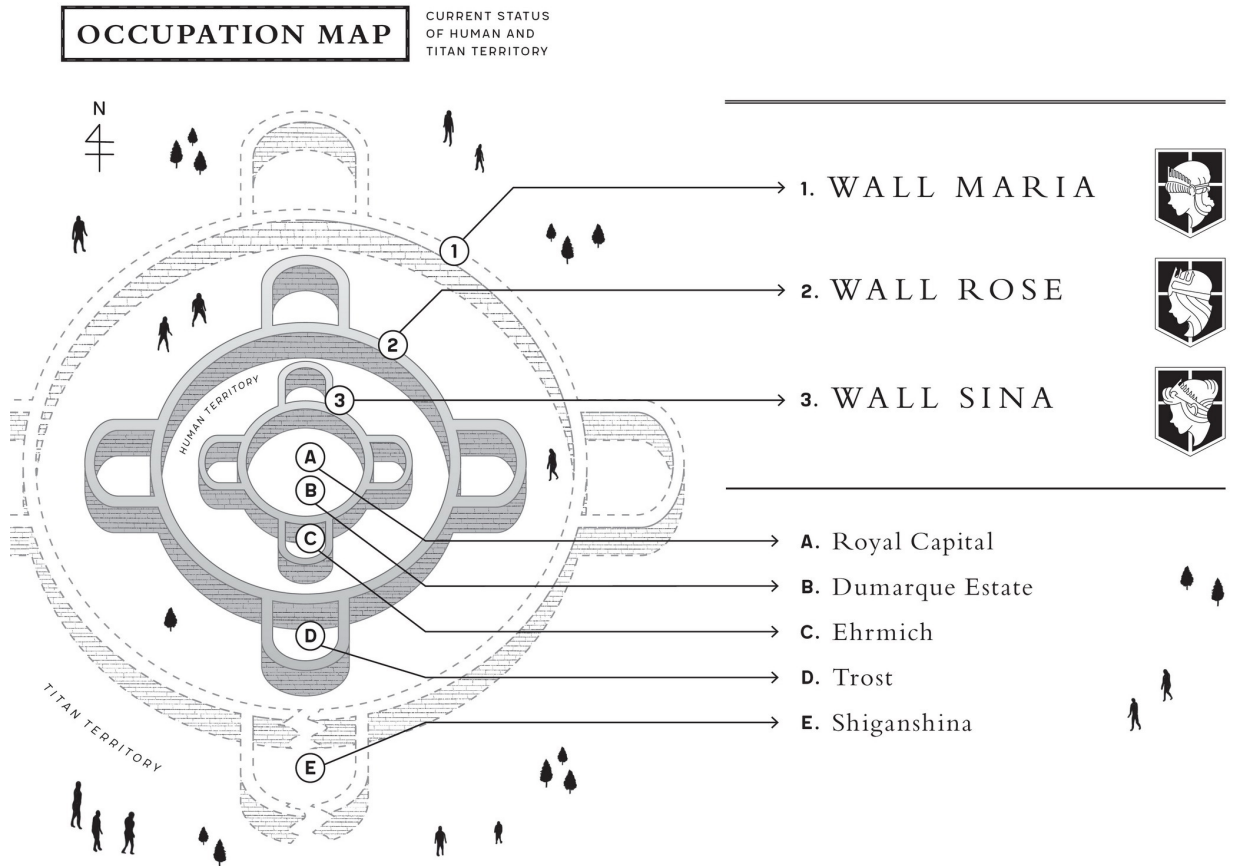 OCCUPATION MAP
CURRENT STATUS
OF HUMAN AND
TITAN TERRITORY
N
1
2
3
HUMAN TERRITORY
A
B
C
D
E
TITAN TERRITORY
1. WALL MARIA
2. WALL ROSE
3. WALL SINA
A. Royal Capital
B. Dumarque Estate
C. Ehrmich
D. Trost
E. Shiganshina